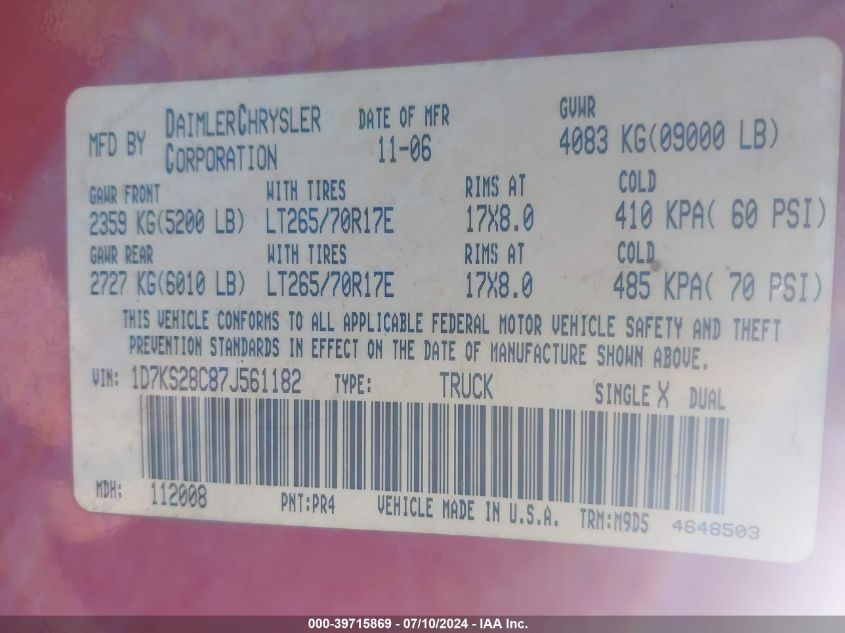 MFD BY DAIMLERCHRYSLER CORPORATION DATE OF MFR 11-06 GVWR 4083 KG(09000 LB)
GAWR FRONT WITH TIRES RIMS AT COLD
2359 KG(5200 LB) LT265/70R17E 17X8.0 410 KPA( 60 PSI)
GAWR REAR WITH TIRES RIMS AT COLD
2727 KG(6010 LB) LT265/70R17E 17X8.0 485 KPA( 70 PSI)
THIS VEHICLE CONFORMS TO ALL APPLICABLE FEDERAL MOTOR VEHICLE SAFETY AND THEFT
PREVENTION STANDARDS IN EFFECT ON THE DATE OF MANUFACTURE SHOWN ABOVE.
VIN: 1D7KS28C87J561182 TYPE: TRUCK SINGLE X DUAL
MDH: 112008 PNT:PR4 VEHICLE MADE IN U.S.A. TRM:M9D5 4648503
000-39715869 - 07/10/2024 - IAA Inc.